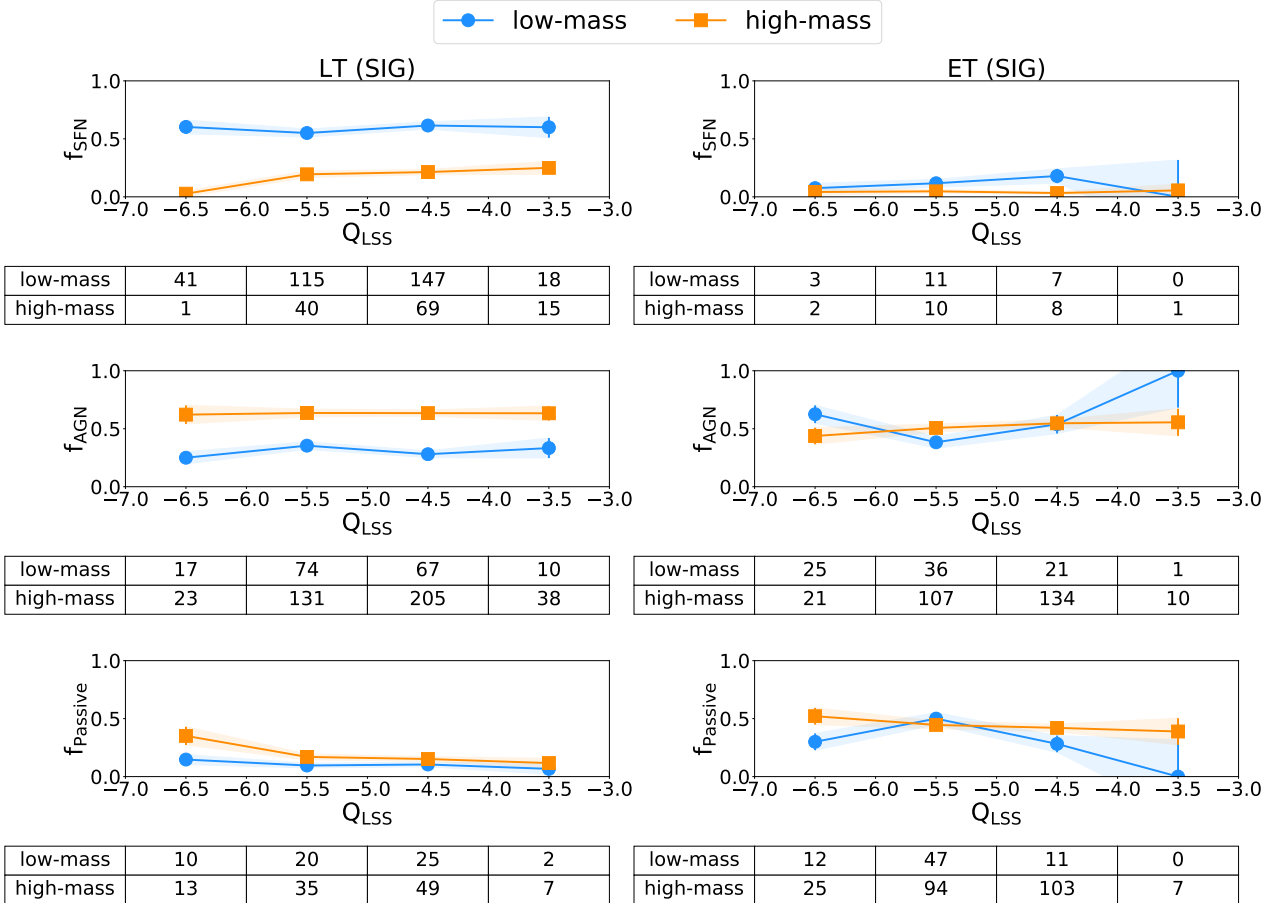 low-mass high-mass
LT (SIG)
1.0
0.5
0.0
f_SFN
−7.0 −6.5 −6.0 −5.5 −5.0 −4.5 −4.0 −3.5 −3.0
Q_LSS
low-mass 41 115 147 18
high-mass 1 40 69 15
ET (SIG)
1.0
0.5
0.0
f_SFN
−7.0 −6.5 −6.0 −5.5 −5.0 −4.5 −4.0 −3.5 −3.0
Q_LSS
low-mass 3 11 7 0
high-mass 2 10 8 1
1.0
0.5
0.0
f_AGN
−7.0 −6.5 −6.0 −5.5 −5.0 −4.5 −4.0 −3.5 −3.0
Q_LSS
low-mass 17 74 67 10
high-mass 23 131 205 38
1.0
0.5
0.0
f_AGN
−7.0 −6.5 −6.0 −5.5 −5.0 −4.5 −4.0 −3.5 −3.0
Q_LSS
low-mass 25 36 21 1
high-mass 21 107 134 10
1.0
0.5
0.0
f_Passive
−7.0 −6.5 −6.0 −5.5 −5.0 −4.5 −4.0 −3.5 −3.0
Q_LSS
low-mass 10 20 25 2
high-mass 13 35 49 7
1.0
0.5
0.0
f_Passive
−7.0 −6.5 −6.0 −5.5 −5.0 −4.5 −4.0 −3.5 −3.0
Q_LSS
low-mass 12 47 11 0
high-mass 25 94 103 7